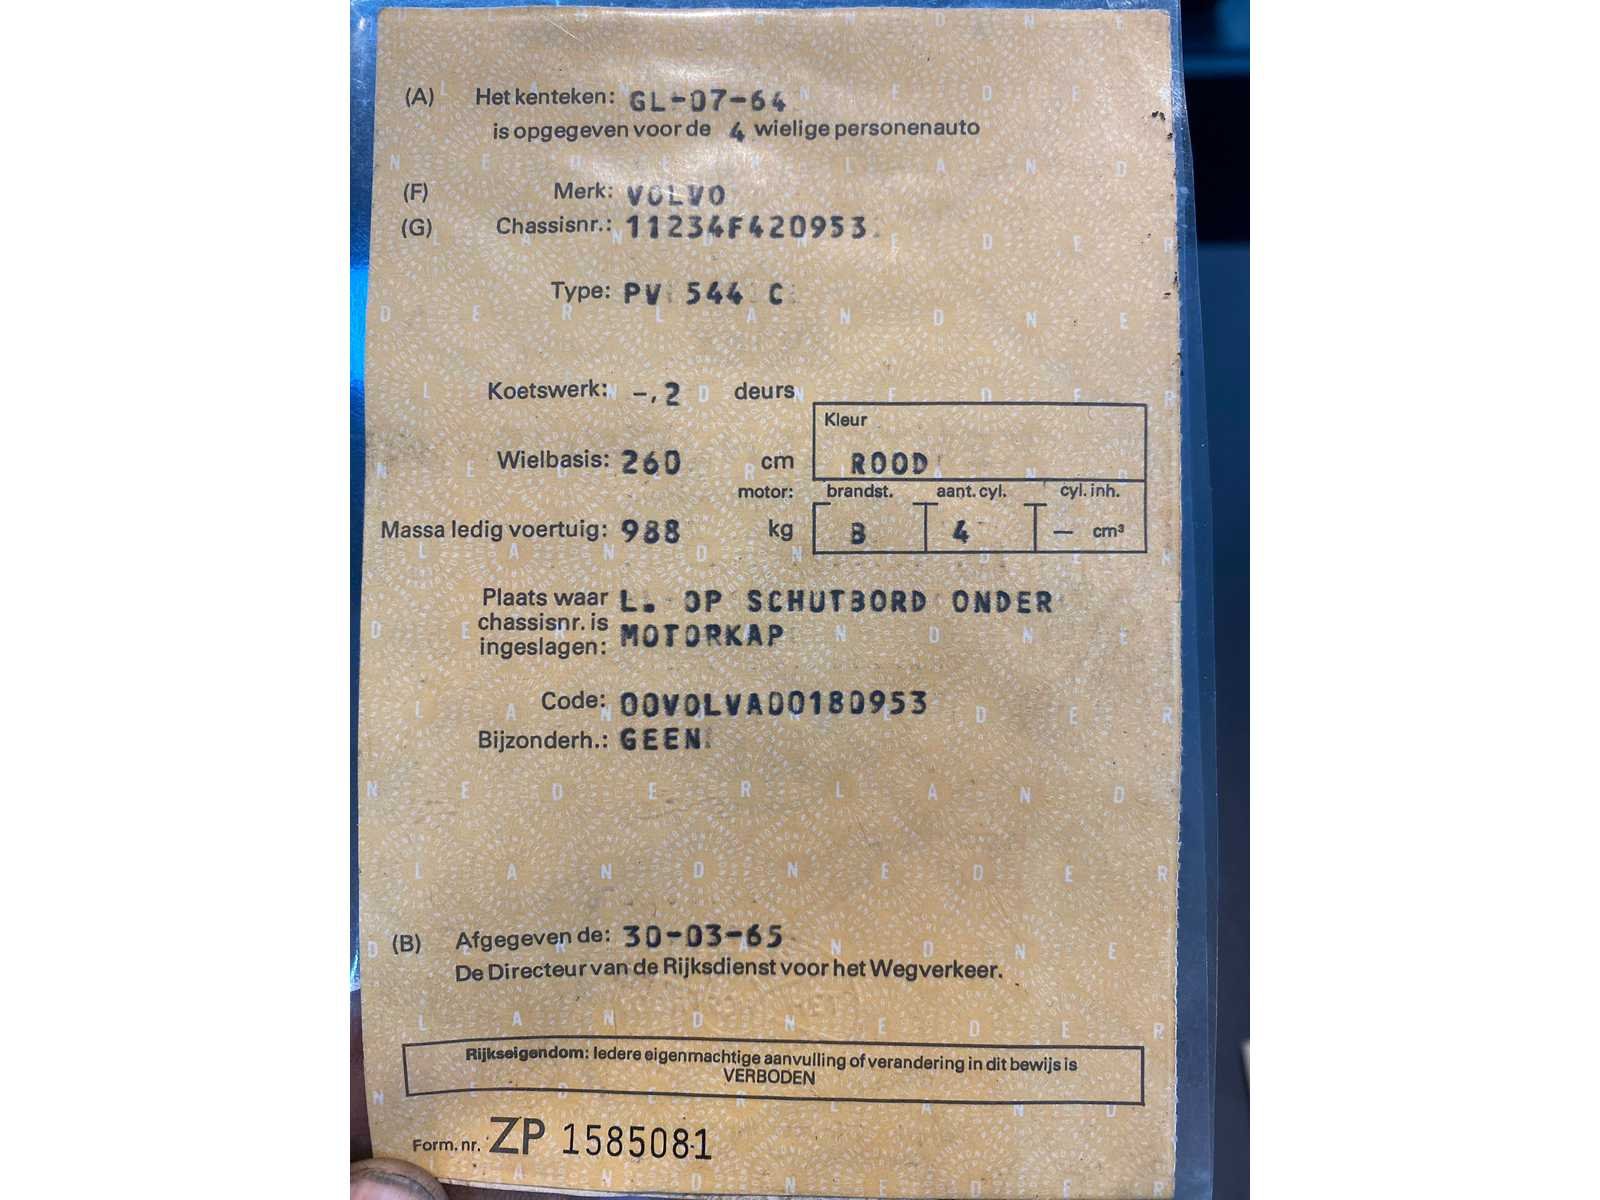 (A) Het kenteken: GL-07-64
is opgegeven voor de 4 wielige personenauto
(F) Merk: VOLVO
(G) Chassisnr.: 11234F420953
Type: PV 544 C
Koetswerk: -,2 deurs
Kleur
Wielbasis: 260 cm ROOD
motor: brandst. aant. cyl. cyl. inh.
Massa ledig voertuig: 988 kg B 4 — cm³
Plaats waar L. OP SCHUTBORD ONDER
chassisnr. is MOTORKAP
ingeslagen:
Code: 00VOLVA00180953
Bijzonderh.: GEEN
(B) Afgegeven de: 30-03-65
De Directeur van de Rijksdienst voor het Wegverkeer.
Rijkseigendom: Iedere eigenmachtige aanvulling of verandering in dit bewijs is
VERBODEN
Form. nr. ZP 1585081